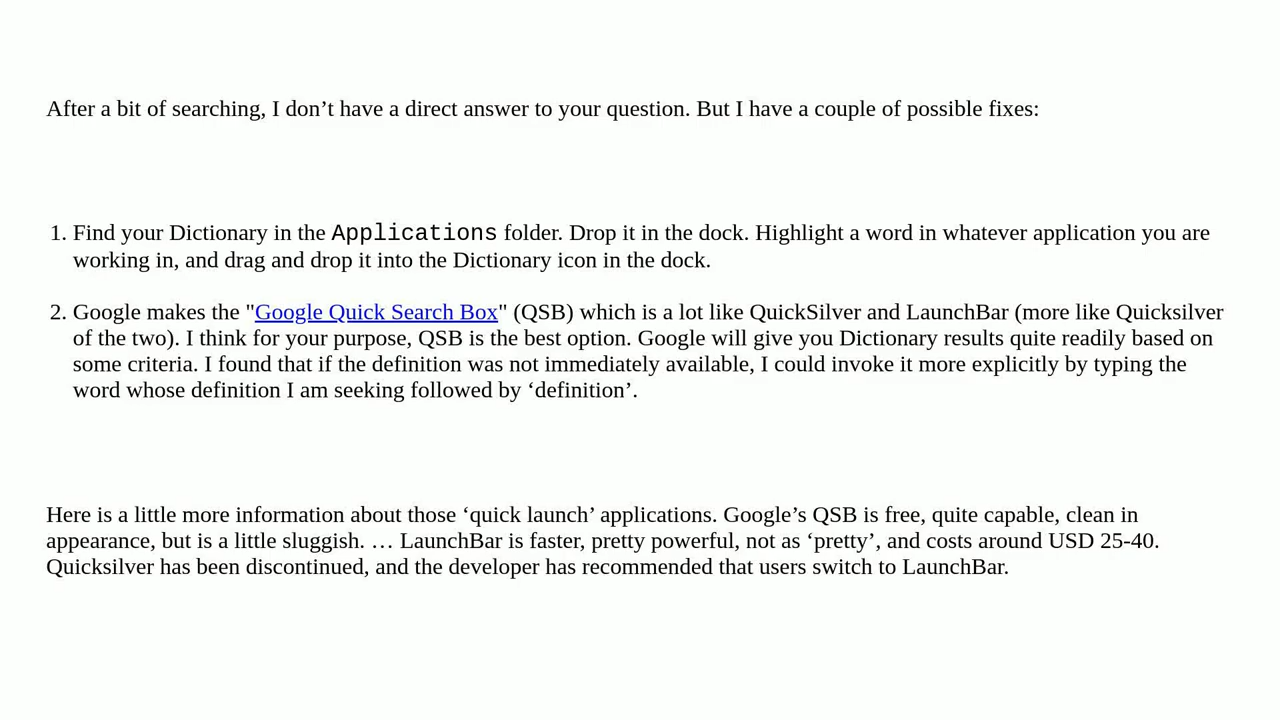 After a bit of searching, I don’t have a direct answer to your question. But I have a couple of possible fixes:
1. Find your Dictionary in the Applications folder. Drop it in the dock. Highlight a word in whatever application you are
working in, and drag and drop it into the Dictionary icon in the dock.
2. Google makes the "Google Quick Search Box" (QSB) which is a lot like QuickSilver and LaunchBar (more like Quicksilver
of the two). I think for your purpose, QSB is the best option. Google will give you Dictionary results quite readily based on
some criteria. I found that if the definition was not immediately available, I could invoke it more explicitly by typing the
word whose definition I am seeking followed by ‘definition’.
Here is a little more information about those ‘quick launch’ applications. Google’s QSB is free, quite capable, clean in
appearance, but is a little sluggish. … LaunchBar is faster, pretty powerful, not as ‘pretty’, and costs around USD 25-40.
Quicksilver has been discontinued, and the developer has recommended that users switch to LaunchBar.